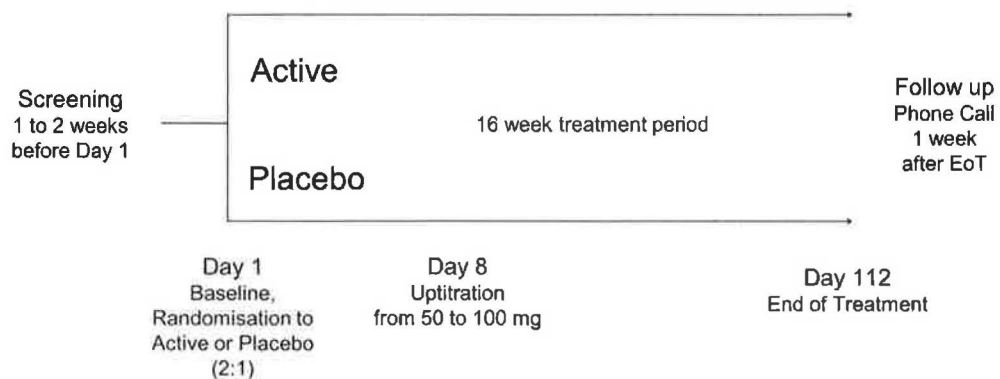 Screening
1 to 2 weeks
before Day 1
Active
16 week treatment period
Placebo
Follow up
Phone Call
1 week
after EoT
Day 1
Baseline,
Randomisation to
Active or Placebo
(2:1)
Day 8
Uptitration
from 50 to 100 mg
Day 112
End of Treatment